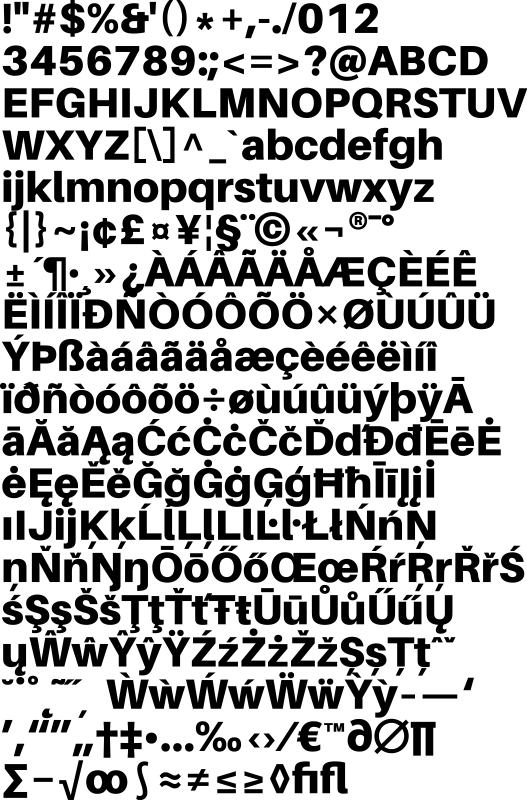 !"#$%&'()*+,-./012
3456789:;<=>?@ABCD
EFGHIJKLMNOPQRSTUV
WXYZ[\]^_`abcdefgh
ijklmnopqrstuvwxyz
{|}~¡¢£¤¥¦§¨©«¬®¯°
±´¶·¸»¿ÀÁÂÃÄÅÆÇÈÉÊ
ËÌÍÎÏÐÑÒÓÔÕÖ×ØÙÚÛÜ
ÝÞßàáâãäåæçèéêëìíî
ïðñòóôõö÷øùúûüýþÿĀ
āĂăĄąĆćĊċČčĎďĐđĒēĖ
ėĘęĚěĞğĠġĢģĦħĪīĮįİ
ıIJijĶķĹĺĻļĽľĿŀŁłŃńŅ
ņŇňŊŋŌōŐőŒœŔŕŖŗŘřŚ
śŞşŠšŢţŤťŦŧŪūŮůŰűŲ
ųŴŵŶŷŸŹźŻżŽžȘșȚțˆˇ
˘˙˚˛˜˝ẀẁẂẃẄẅỲỳ–—‘
’‚“”„†‡•…‰‹›⁄€™∂∅∏
∑−√∞∫≈≠≤≥◊ﬁﬂ